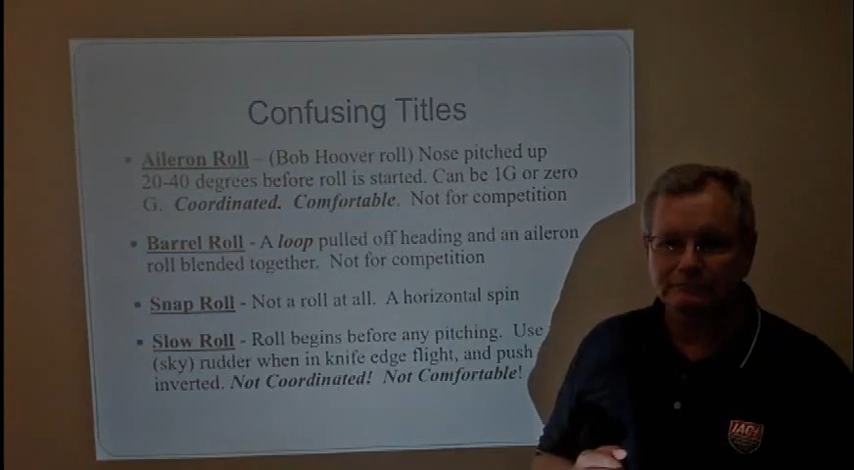 Confusing Titles
• Aileron Roll – (Bob Hoover roll) Nose pitched up
20-40 degrees before roll is started. Can be 1G or zero
G. Coordinated. Comfortable. Not for competition
• Barrel Roll - A loop pulled off heading and an aileron
roll blended together. Not for competition
• Snap Roll - Not a roll at all. A horizontal spin
• Slow Roll - Roll begins before any pitching. Use
(sky) rudder when in knife edge flight, and push
inverted. Not Coordinated! Not Comfortable!
IAC